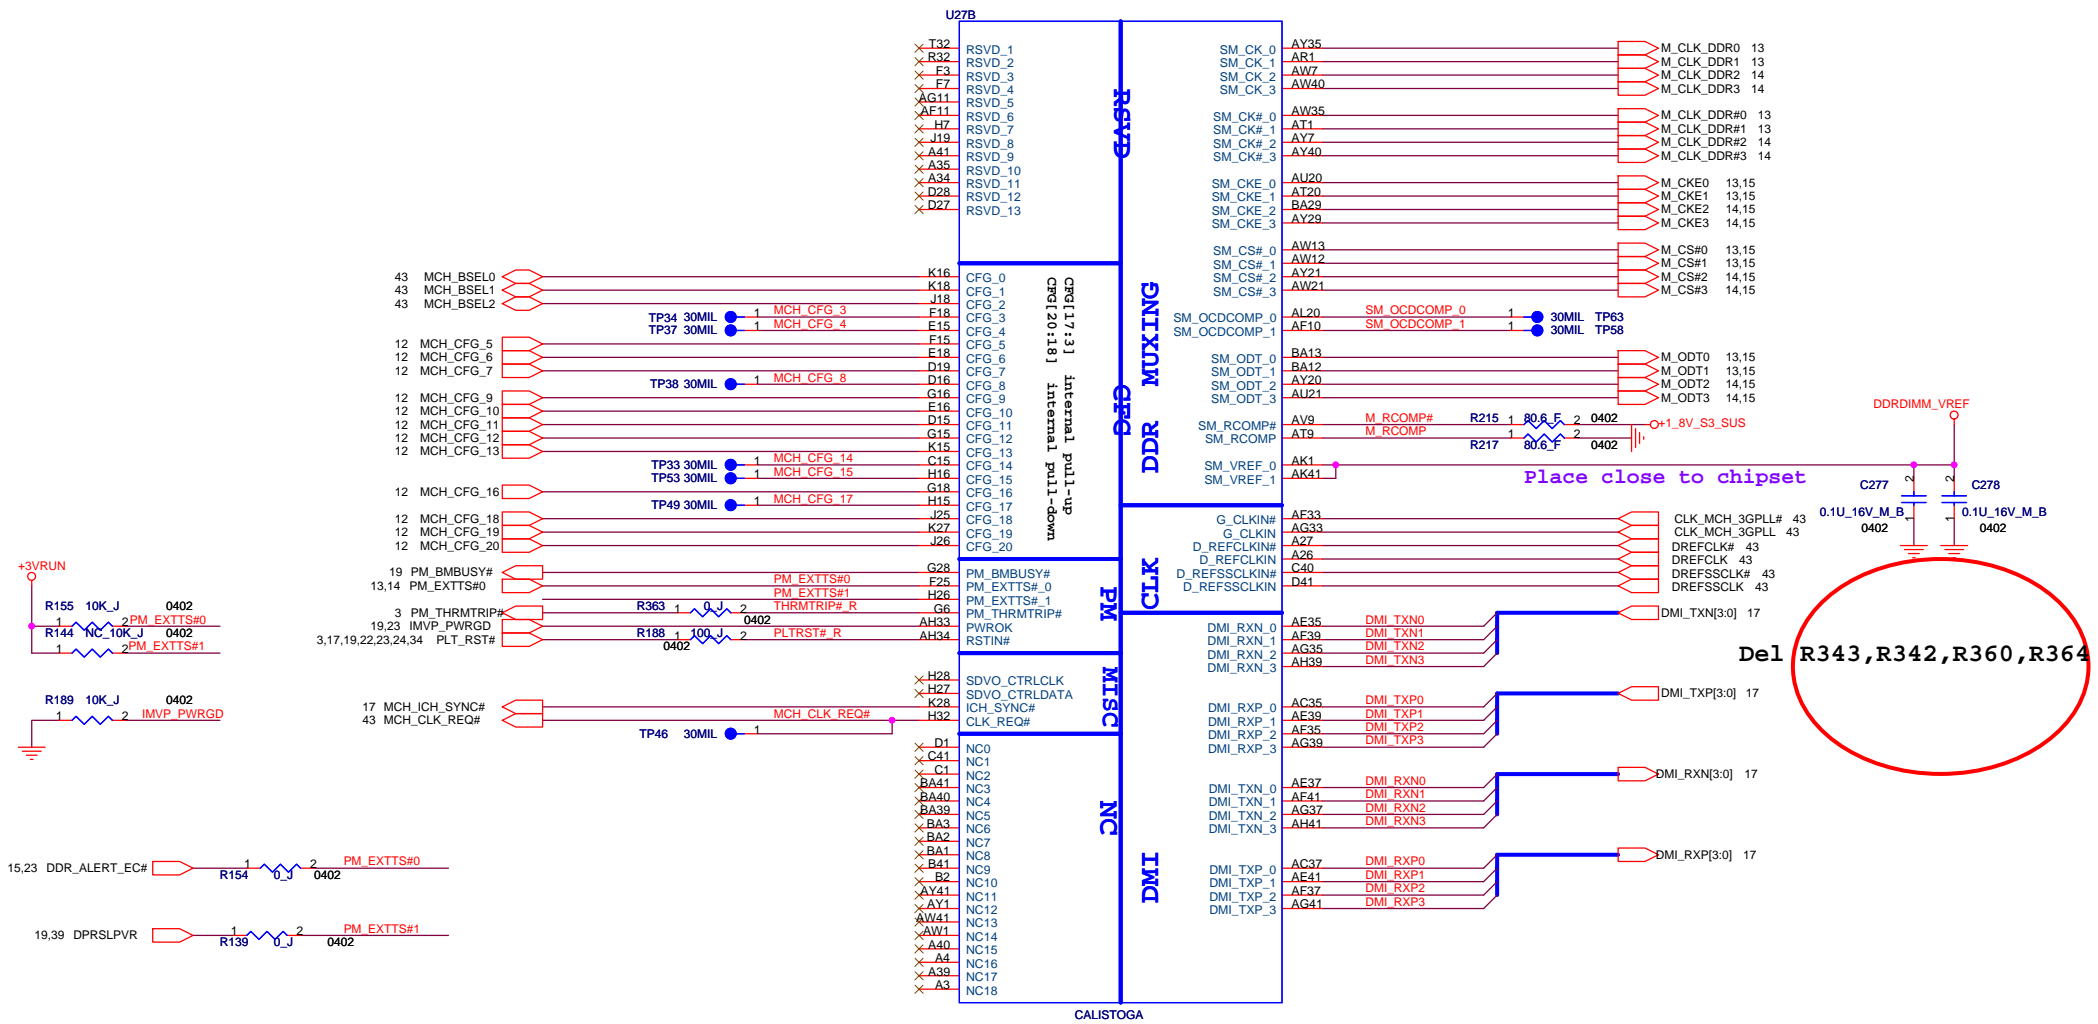 U27B
T32 RSVD_1
R32 RSVD_2
F3 RSVD_3
F7 RSVD_4
AG11 RSVD_5
AF11 RSVD_6
H7 RSVD_7
J19 RSVD_8
A41 RSVD_9
A35 RSVD_10
A34 RSVD_11
D28 RSVD_12
D27 RSVD_13
RSVD
43 MCH_BSEL0 K16 CFG_0
43 MCH_BSEL1 K18 CFG_1
43 MCH_BSEL2 J18 CFG_2
TP34 30MIL 1 MCH_CFG_3 F18 CFG_3
TP37 30MIL 1 MCH_CFG_4 E15 CFG_4
12 MCH_CFG_5 F15 CFG_5
12 MCH_CFG_6 E18 CFG_6
12 MCH_CFG_7 D19 CFG_7
TP38 30MIL 1 MCH_CFG_8 D16 CFG_8
12 MCH_CFG_9 G16 CFG_9
12 MCH_CFG_10 E16 CFG_10
12 MCH_CFG_11 D15 CFG_11
12 MCH_CFG_12 G15 CFG_12
12 MCH_CFG_13 K15 CFG_13
TP33 30MIL 1 MCH_CFG_14 C15 CFG_14
TP53 30MIL 1 MCH_CFG_15 H16 CFG_15
12 MCH_CFG_16 G18 CFG_16
TP49 30MIL 1 MCH_CFG_17 H15 CFG_17
12 MCH_CFG_18 J25 CFG_18
12 MCH_CFG_19 K27 CFG_19
12 MCH_CFG_20 J26 CFG_20
CFG[17:3] internal pull-up
CFG[20:18] internal pull-down
CFG
19 PM_BMBUSY# G28 PM_BMBUSY#
13,14 PM_EXTTS#0 PM_EXTTS#0 F25 PM_EXTTS#_0
PM_EXTTS#1 H26 PM_EXTTS#_1
3 PM_THRMTRIP# R363 1 0_J 2 0402 THRMTRIP#_R G6 PM_THRMTRIP#
19,23 IMVP_PWRGD AH33 PWROK
3,17,19,22,23,24,34 PLT_RST# R188 1 100_J 2 0402 PLTRST#_R AH34 RSTIN#
PM
H28 SDVO_CTRLCLK
H27 SDVO_CTRLDATA
17 MCH_ICH_SYNC# K28 ICH_SYNC#
43 MCH_CLK_REQ# MCH_CLK_REQ# H32 CLK_REQ#
TP46 30MIL 1
MISC
D1 NC0
C41 NC1
C1 NC2
BA41 NC3
BA40 NC4
BA39 NC5
BA3 NC6
BA2 NC7
BA1 NC8
B41 NC9
B2 NC10
AY41 NC11
AY1 NC12
AW41 NC13
AW1 NC14
A40 NC15
A4 NC16
A39 NC17
A3 NC18
NC
+3VRUN
R155 10K_J 0402
1 2 PM_EXTTS#0
R144 NC_10K_J 0402
1 2 PM_EXTTS#1
R189 10K_J 0402
1 2 IMVP_PWRGD
15,23 DDR_ALERT_EC# 1 2 PM_EXTTS#0
R154 0_J 0402
19,39 DPRSLPVR 1 2 PM_EXTTS#1
R139 0_J 0402
SM_CK_0 AY35 M_CLK_DDR0 13
SM_CK_1 AR1 M_CLK_DDR1 13
SM_CK_2 AW7 M_CLK_DDR2 14
SM_CK_3 AW40 M_CLK_DDR3 14
SM_CK#_0 AW35 M_CLK_DDR#0 13
SM_CK#_1 AT1 M_CLK_DDR#1 13
SM_CK#_2 AY7 M_CLK_DDR#2 14
SM_CK#_3 AY40 M_CLK_DDR#3 14
SM_CKE_0 AU20 M_CKE0 13,15
SM_CKE_1 AT20 M_CKE1 13,15
SM_CKE_2 BA29 M_CKE2 14,15
SM_CKE_3 AY29 M_CKE3 14,15
SM_CS#_0 AW13 M_CS#0 13,15
SM_CS#_1 AW12 M_CS#1 13,15
SM_CS#_2 AY21 M_CS#2 14,15
SM_CS#_3 AW21 M_CS#3 14,15
SM_OCDCOMP_0 AL20 SM_OCDCOMP_0 1 30MIL TP63
SM_OCDCOMP_1 AF10 SM_OCDCOMP_1 1 30MIL TP58
SM_ODT_0 BA13 M_ODT0 13,15
SM_ODT_1 BA12 M_ODT1 13,15
SM_ODT_2 AY20 M_ODT2 14,15
SM_ODT_3 AU21 M_ODT3 14,15
SM_RCOMP# AV9 M_RCOMP# R215 1 80.6_F 2 0402 +1_8V_S3_SUS
SM_RCOMP AT9 M_RCOMP R217 1 80.6_F 2 0402
SM_VREF_0 AK1
SM_VREF_1 AK41
DDR MUXING
Place close to chipset
DDRDIMM_VREF
C277 2 1 0.1U_16V_M_B 0402
C278 2 1 0.1U_16V_M_B 0402
G_CLKIN# AF33 CLK_MCH_3GPLL# 43
G_CLKIN AG33 CLK_MCH_3GPLL 43
D_REFCLKIN# A27 DREFCLK# 43
D_REFCLKIN A26 DREFCLK 43
D_REFSSCLKIN# C40 DREFSSCLK# 43
D_REFSSCLKIN D41 DREFSSCLK 43
CLK
DMI_RXN_0 AE35 DMI_TXN0 DMI_TXN[3:0] 17
DMI_RXN_1 AF39 DMI_TXN1
DMI_RXN_2 AG35 DMI_TXN2
DMI_RXN_3 AH39 DMI_TXN3
DMI_RXP_0 AC35 DMI_TXP0 DMI_TXP[3:0] 17
DMI_RXP_1 AE39 DMI_TXP1
DMI_RXP_2 AF35 DMI_TXP2
DMI_RXP_3 AG39 DMI_TXP3
DMI_TXN_0 AE37 DMI_RXN0 DMI_RXN[3:0] 17
DMI_TXN_1 AF41 DMI_RXN1
DMI_TXN_2 AG37 DMI_RXN2
DMI_TXN_3 AH41 DMI_RXN3
DMI_TXP_0 AC37 DMI_RXP0 DMI_RXP[3:0] 17
DMI_TXP_1 AE41 DMI_RXP1
DMI_TXP_2 AF37 DMI_RXP2
DMI_TXP_3 AG41 DMI_RXP3
DMI
Del R343,R342,R360,R364
CALISTOGA